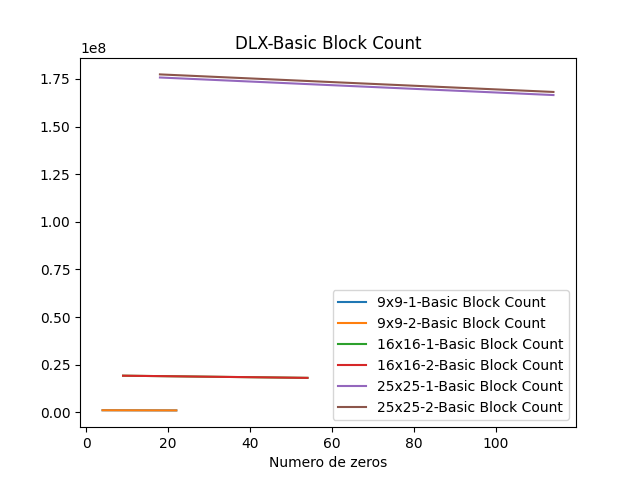 DLX-Basic Block Count
1e8
1.75
1.50
1.25
1.00
0.75
0.50
0.25
0.00
9x9-1-Basic Block Count
9x9-2-Basic Block Count
16x16-1-Basic Block Count
16x16-2-Basic Block Count
25x25-1-Basic Block Count
25x25-2-Basic Block Count
0 20 40 60 80 100
Numero de zeros